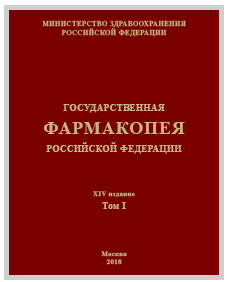 МИНИСТЕРСТВО ЗДРАВООХРАНЕНИЯ
РОССИЙСКОЙ ФЕДЕРАЦИИ
ГОСУДАРСТВЕННАЯ
ФАРМАКОПЕЯ
РОССИЙСКОЙ ФЕДЕРАЦИИ
XIV издание
Том I
Москва
2018